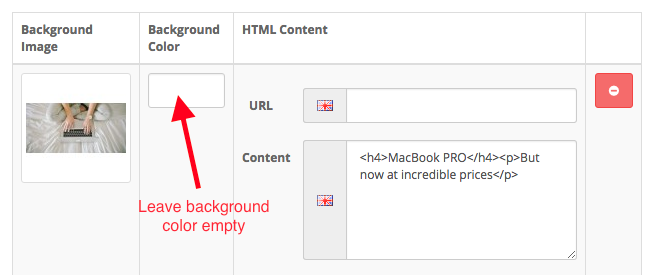 Background
Image
Background
Color
HTML Content
URL
Content
<h4>MacBook PRO</h4><p>But
now at incredible prices</p>
Leave background
color empty